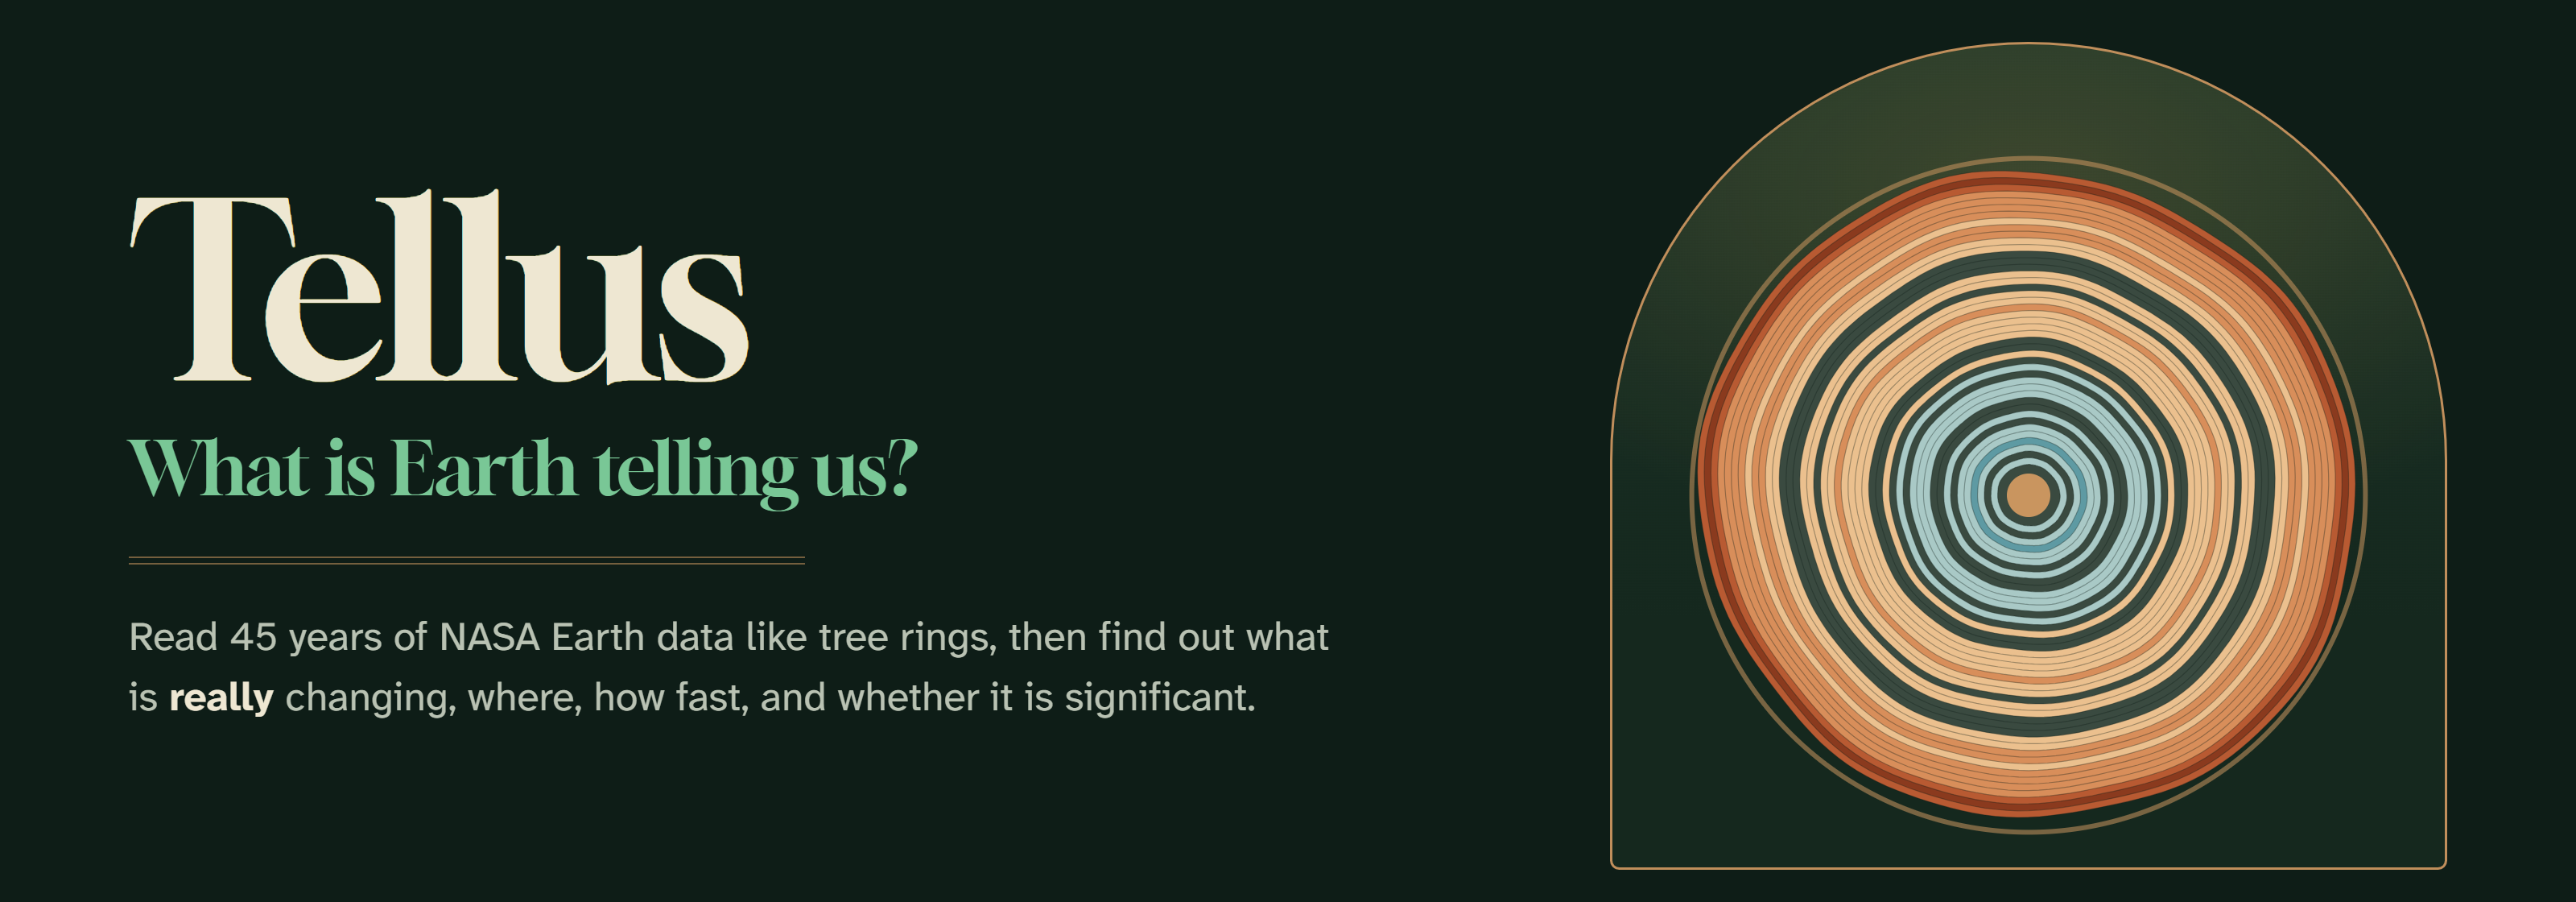 Tellus
What is Earth telling us?
Read 45 years of NASA Earth data like tree rings, then find out what
is really changing, where, how fast, and whether it is significant.